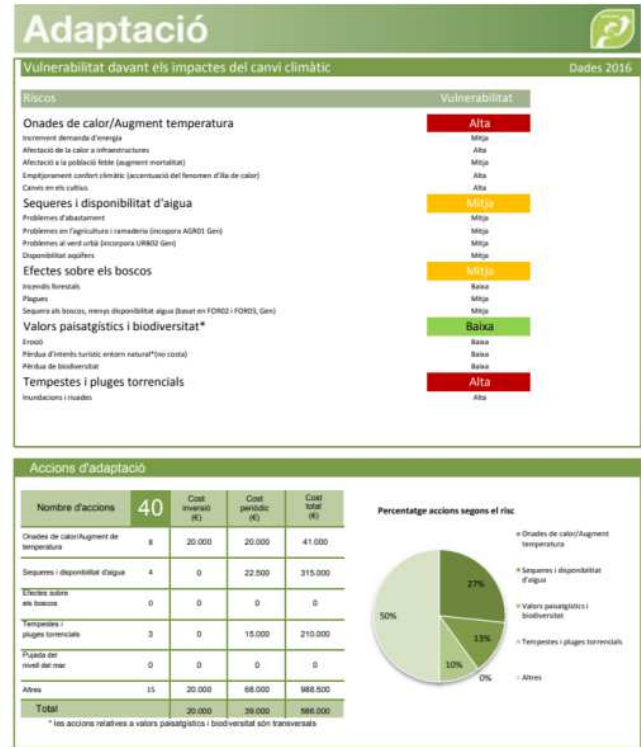 Adaptació
Vulnerabilitat davant els impactes del canvi climàtic Dades 2016
Riscos Vulnerabilitat
Onades de calor/Augment temperatura Alta
Increment demanda d'energia Mitja
Afectació de la calor a infraestructures Alta
Afectació a la població feble (augment mortalitat) Mitja
Empitjorament confort climàtic (accentuació del fenomen d'illa de calor) Alta
Canvis en els cultius Alta
Sequeres i disponibilitat d'aigua Mitja
Problemes d'abastament Mitja
Problemes en l'agricultura i ramaderia (incopora AGR01 Gen) Mitja
Problemes al verd urbà (incorpora URB02 Gen) Mitja
Disponibilitat aqüífers Mitja
Efectes sobre els boscos Mitja
Incendis forestals Baixa
Plagues Mitja
Sequera als boscos, menys disponibilitat aigua (basat en FOR02 i FOR03, Gen) Mitja
Valors paisatgístics i biodiversitat* Baixa
Erosió Baixa
Pèrdua d'interès turístic entorn natural*(no costa) Baixa
Pèrdua de biodiversitat Baixa
Tempestes i pluges torrencials Alta
Inundacions i riuades Alta
Accions d'adaptació
Nombre d'accions 40 Cost inversió (€) Cost periòdic (€) Cost total (€)
Onades de calor/Augment de
temperatura 8 20.000 20.000 41.000
Sequeres i disponibilitat d'aigua 4 0 22.500 315.000
Efectes sobre
els boscos 0 0 0 0
Tempestes i
pluges torrencials 3 0 15.000 210.000
Pujada del
nivell del mar 0 0 0 0
Altres 15 20.000 68.000 988.500
Total 20.000 39.000 566.000
* les accions relatives a valors paisatgístics i biodiversitat són transversals
Percentatge accions segons el risc
27%
13%
10%
0%
50%
Onades de calor/Augment
temperatura
Sequeres i disponibilitat
d'aigua
Valors paisatgístics i
biodiversitat
Tempestes i pluges torrencials
Altres